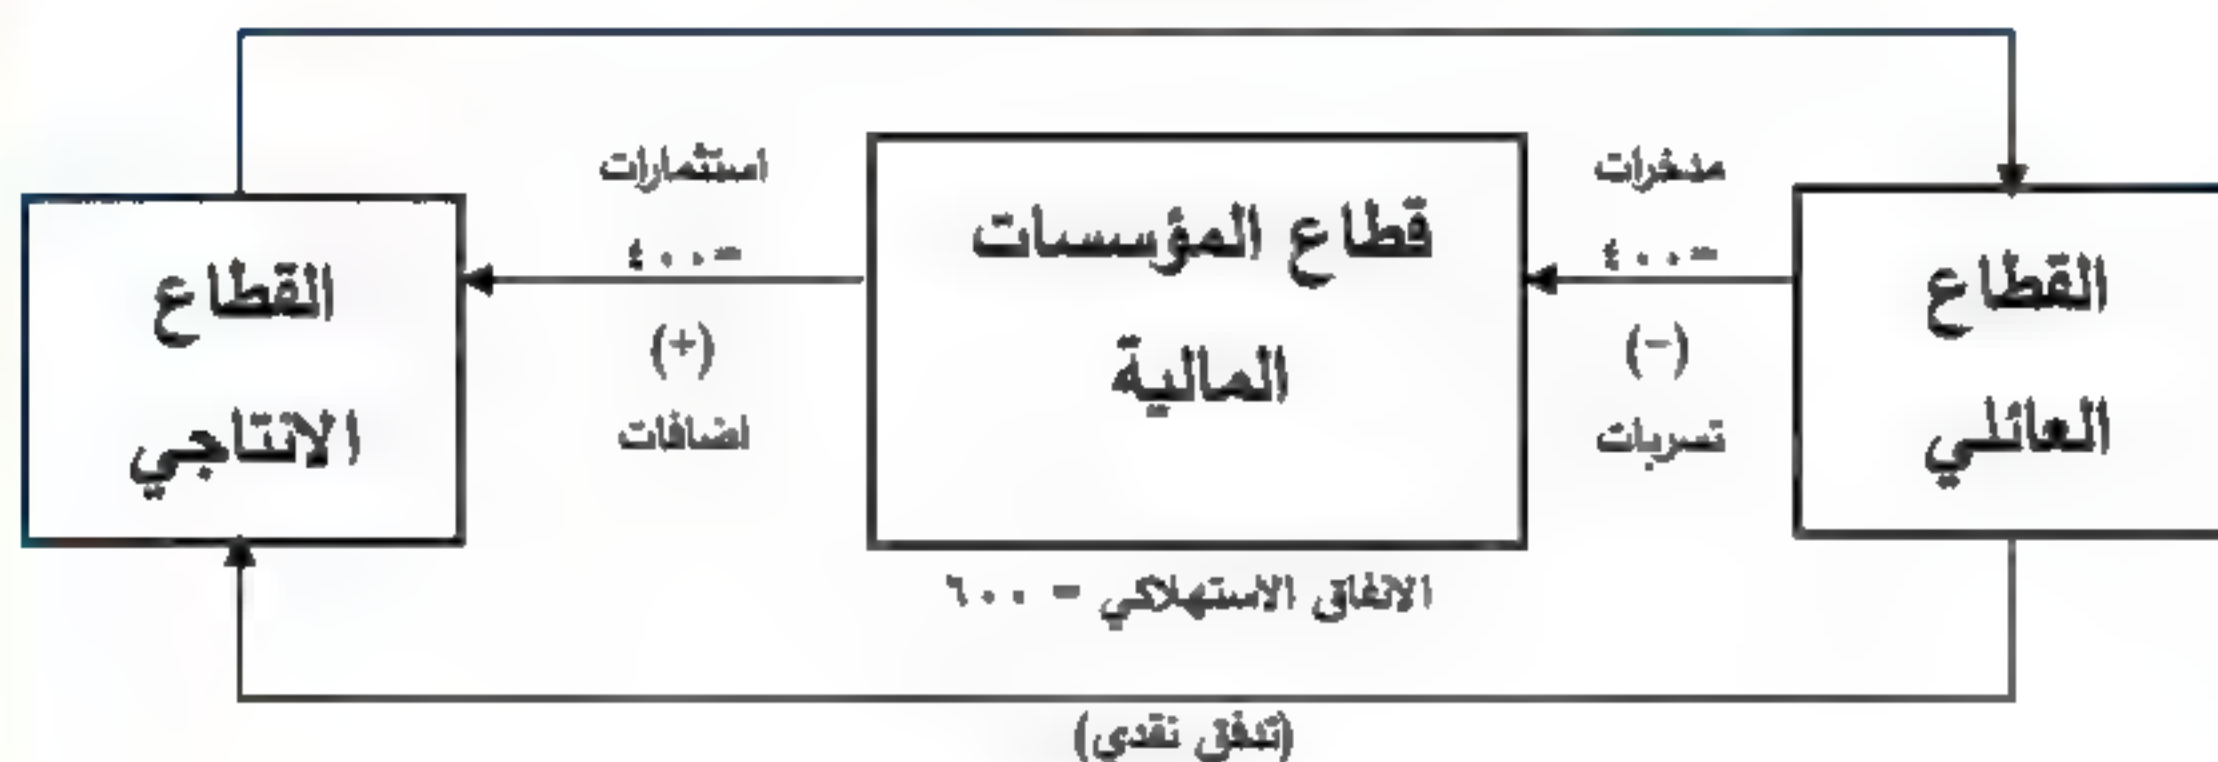 القطاع
العائلي
مدخرات
=٤٠٠
(-)
تسربات
قطاع المؤسسات
المالية
استثمارات
=٤٠٠
(+)
اضافات
القطاع
الانتاجي
الانفاق الاستهلاكي = ٦٠٠
(تدفق نقدي)